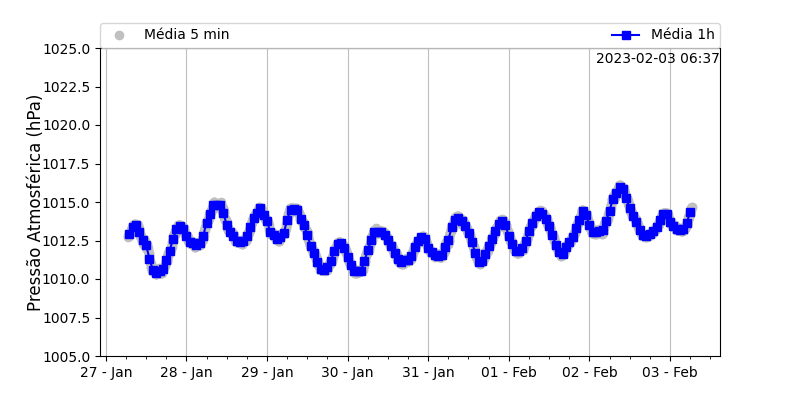 Média 5 min
Média 1h
2023-02-03 06:37
Pressão Atmosférica (hPa)
1025.0
1022.5
1020.0
1017.5
1015.0
1012.5
1010.0
1007.5
1005.0
27 - Jan
28 - Jan
29 - Jan
30 - Jan
31 - Jan
01 - Feb
02 - Feb
03 - Feb